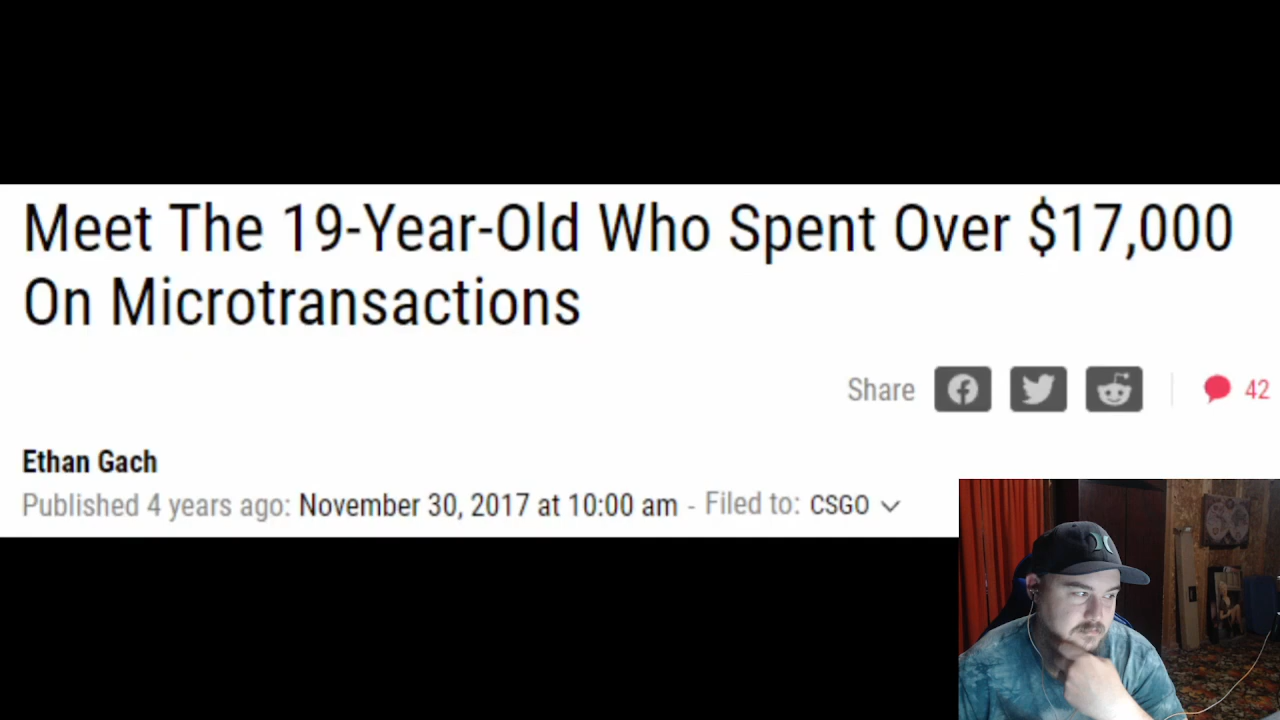 Meet The 19-Year-Old Who Spent Over $17,000
On Microtransactions
Share 42
Ethan Gach
Published 4 years ago: November 30, 2017 at 10:00 am - Filed to: CSGO